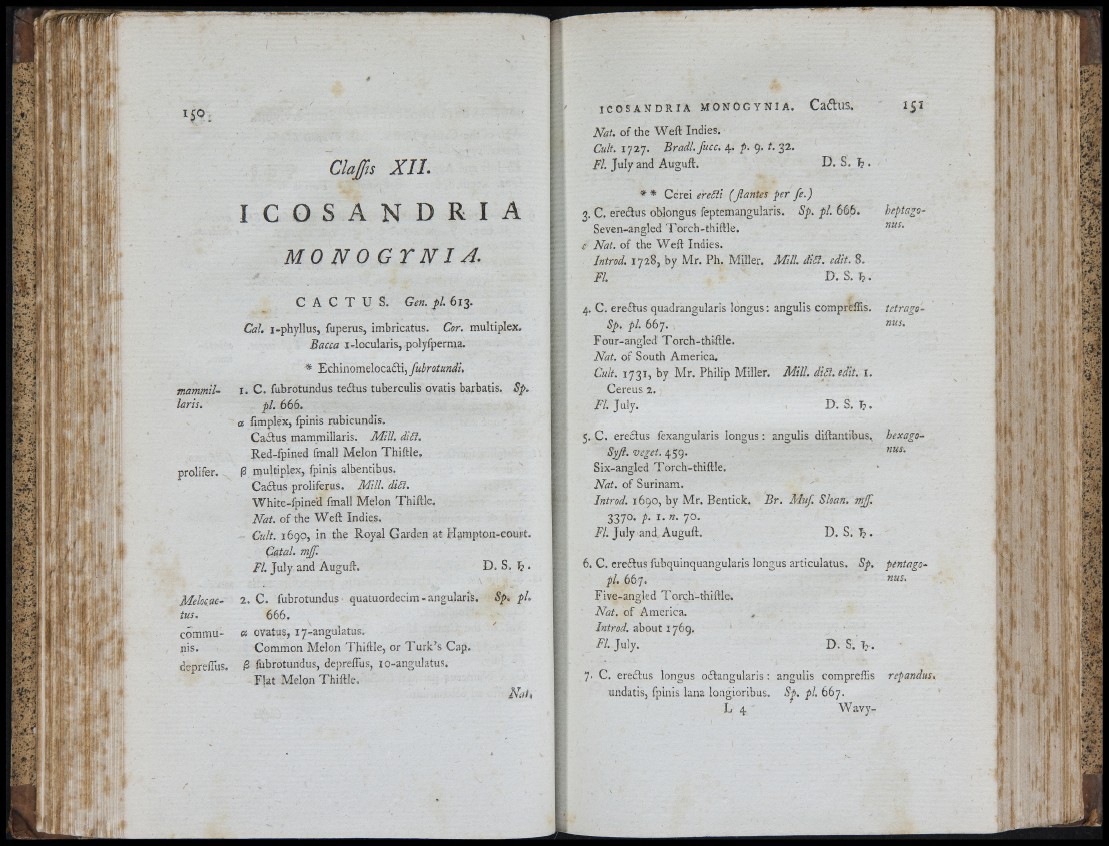 150
Claſſis XII.
ICOSANDRIA
MONOGYNIA.
CACTUS. Gen. pl. 613.
Cal. 1-phyllus, ſuperus, imbricatus. Cor. multiplex.
Bacca 1-locularis, polyſperma.
* Echinomelocacti, ſubrotundi.
mammil- 1. C. ſubrotundus tectus tuberculis ovatis barbatis. Sp.
laris. pl. 666.
α ſimplex, ſpinis rubicundis.
Cactus mammillaris. Mill. dict.
Red-ſpined ſmall Melon Thiſtle.
prolifer. β multiplex, ſpinis albentibus.
Cactus proliferus. Mill. dict.
White-ſpined ſmall Melon Thiſtle.
Nat. of the Weſt Indies.
Cult. 1690, in the Royal Garden at Hampton-court.
Catal. mſſ.
Fl. July and Auguſt. D. S. ♄.
Melocac- 2. C. ſubrotundus quatuordecim-angularis. Sp. pl.
tus. 666.
commu- α ovatus, 17-angulatus.
nis. Common Melon Thiſtle, or Turk's Cap.
depreſſus. β ſubrotundus, depreſſus, 10-angulatus.
Flat Melon Thiſtle.
Nat.
ICOSANDRIA MONOGYNIA. Cactus. 151
Nat. of the Weſt Indies.
Cult. 1727. Bradl. ſucc. 4. p. 9. t. 32.
Fl. July and Auguſt. D. S. ♄.
** Cerei erecti (ſtantes per ſe.)
3. C. erectus oblongus ſeptemangularis. Sp. pl. 666. heptago-
Seven-angled Torch-thiſtle. nus.
Nat. of the Weſt Indies.
Introd. 1728, by Mr. Ph. Miller. Mill. dict. edit. 8.
Fl. D. S. ♄.
4. C. erectus quadrangularis longus: angulis compreſſis. tetrago-
Sp. pl. 667. nus.
Four-angled Torch-thiſtle.
Nat. of South America.
Cult. 1731, by Mr. Philip Miller. Mill. dict. edit. 1.
Cereus 2.
Fl. July. D. S. ♄.
5. C. erectus ſexangularis longus: angulis diſtantibus. hexago-
Syſt. veget. 459. nus.
Six-angled Torch-thiſtle.
Nat. of Surinam.
Introd. 1690, by Mr. Bentick. Br. Muſ. Sloan. mſſ.
3370. p. 1. n. 70.
Fl. July and Auguſt. D. S. ♄.
6. C. erectus ſubquinquangularis longus articulatus. Sp. pentago-
pl. 667. nus.
Five-angled Torch-thiſtle.
Nat. of America.
Introd. about 1769.
Fl. July. D. S. ♄.
7. C. erectus longus octangularis: angulis compreſſis repandus.
undatis, ſpinis lana longioribus. Sp. pl. 667.
L 4 Wavy-